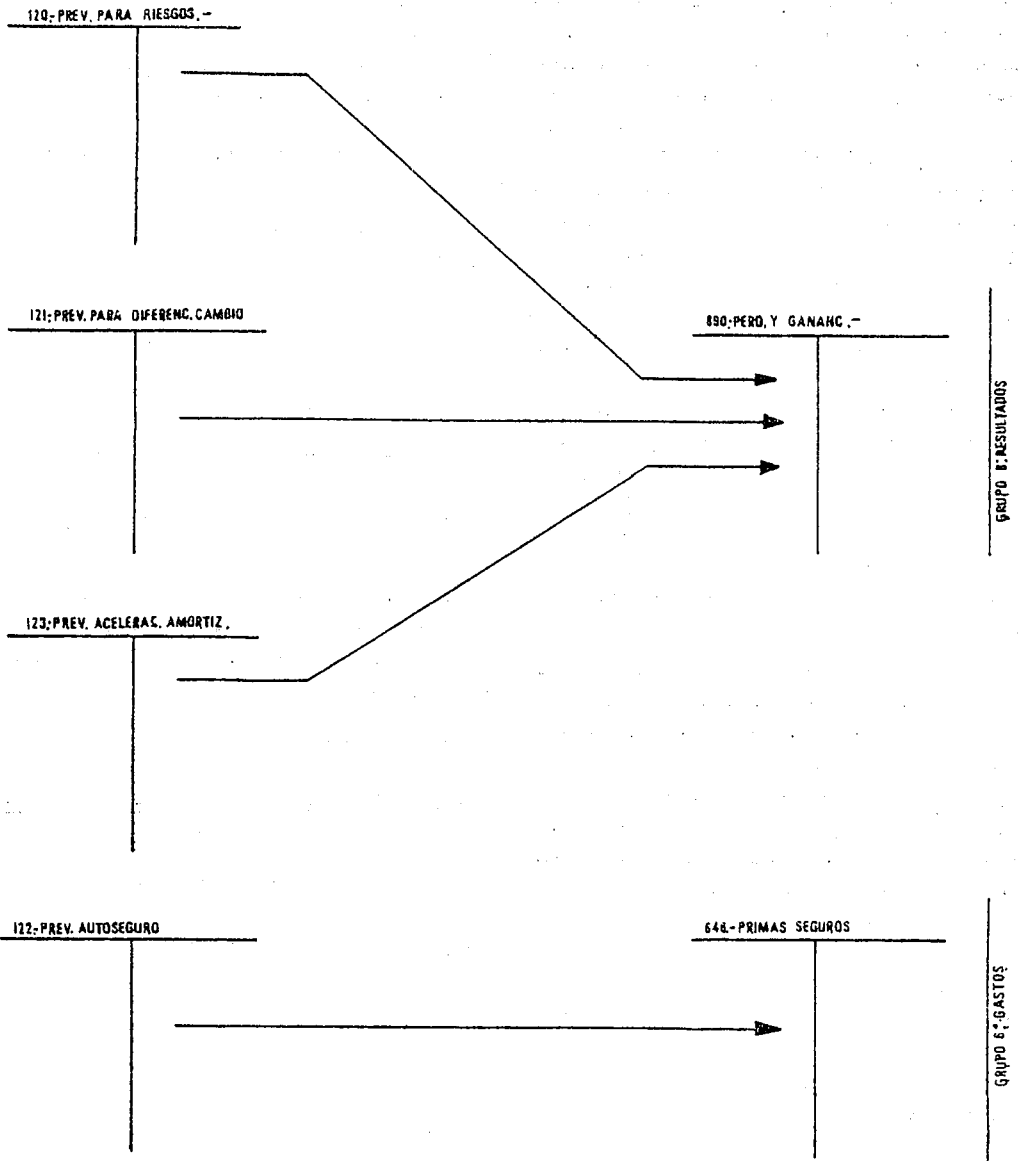 120;-PREV. PARA RIESGOS.-
121;-PREV. PARA DIFERENC. CAMBIO
890;-PERD. Y GANANC.-
GRUPO 8: RESULTADOS
123;-PREV. ACELERAC. AMORTIZ.
122;-PREV. AUTOSEGURO
646.- PRIMAS SEGUROS
GRUPO 6º: GASTOS